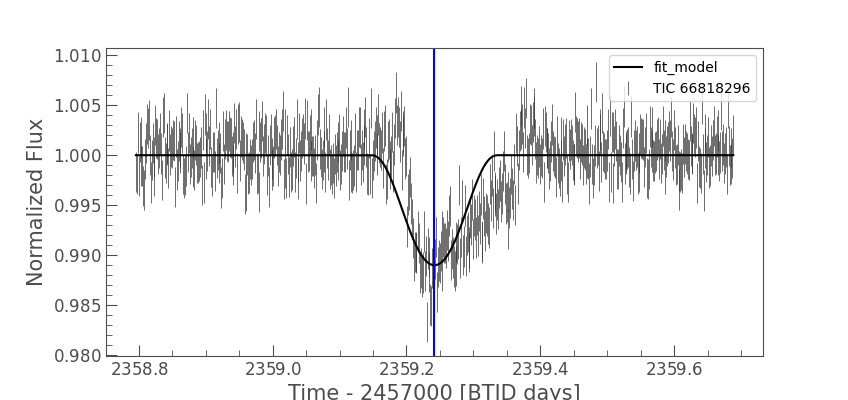 1.010
1.005
1.000
0.995
0.990
0.985
0.980
Normalized Flux
fit_model
TIC 66818296
2358.8 2359.0 2359.2 2359.4 2359.6
Time - 2457000 [BTJD days]